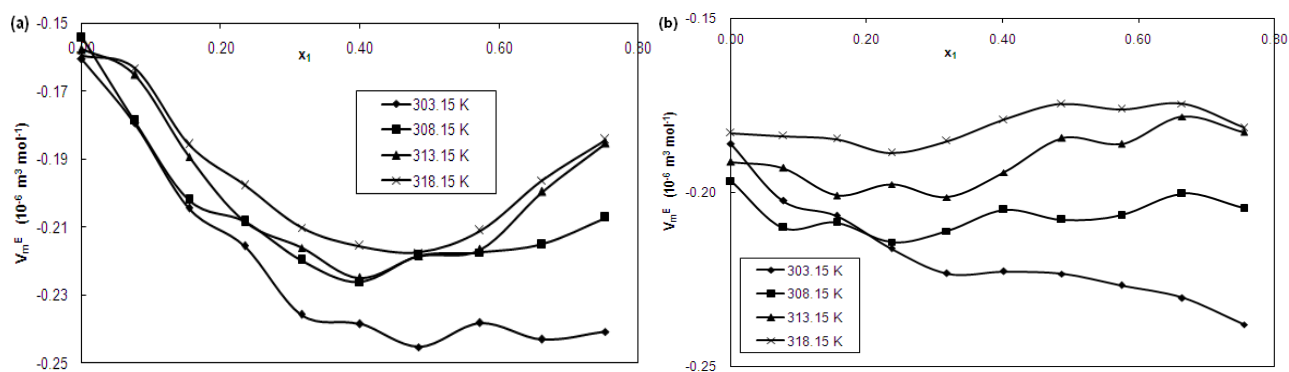 (a)
-0.15
-0.17
-0.19
-0.21
-0.23
-0.25
0.00 0.20 0.40 0.60 0.80
x₁
Vₘᴱ (10⁻⁶ m³ mol⁻¹)
303.15 K
308.15 K
313.15 K
318.15 K
(b)
-0.15
-0.20
-0.25
0.00 0.20 0.40 0.60 0.80
x₁
Vₘᴱ (10⁻⁶ m³ mol⁻¹)
303.15 K
308.15 K
313.15 K
318.15 K